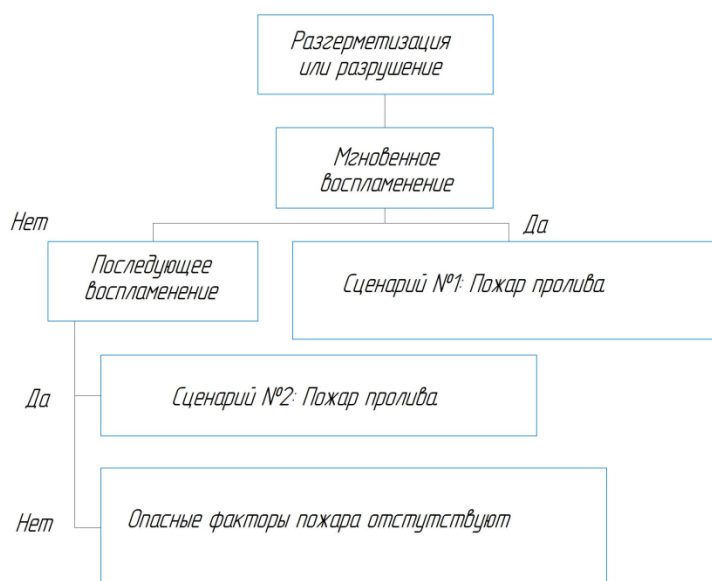 Разгерметизация
или разрушение
Мгновенное
воспламенение
Нет
Да
Последующее
воспламенение
Сценарий №1: Пожар пролива
Да
Сценарий №2: Пожар пролива
Нет
Опасные факторы пожара отстутствуют